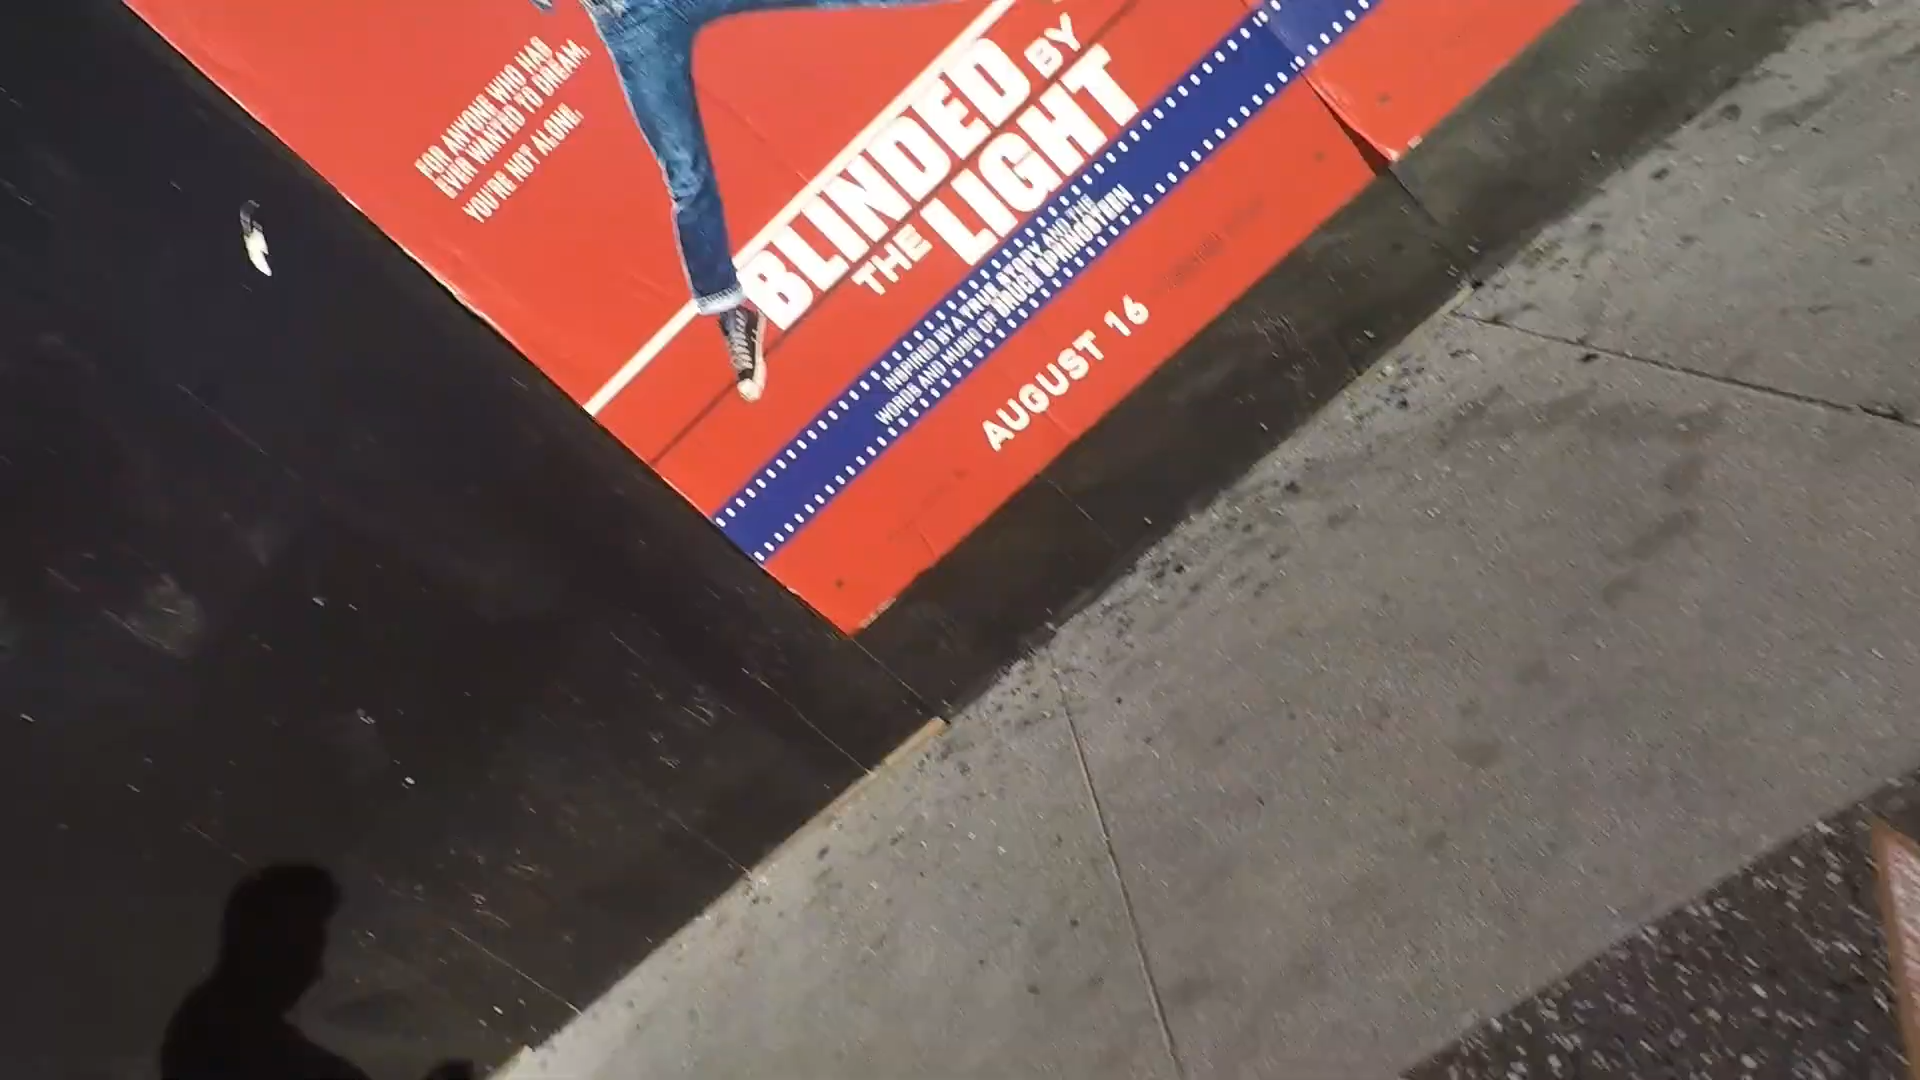 FOR ANYONE WHO HAS
EVER WANTED TO DREAM,
YOU'RE NOT ALONE.
BLINDED BY
THE LIGHT
INSPIRED BY A TRUE STORY AND THE
WORDS AND MUSIC OF BRUCE SPRINGSTEEN
AUGUST 16